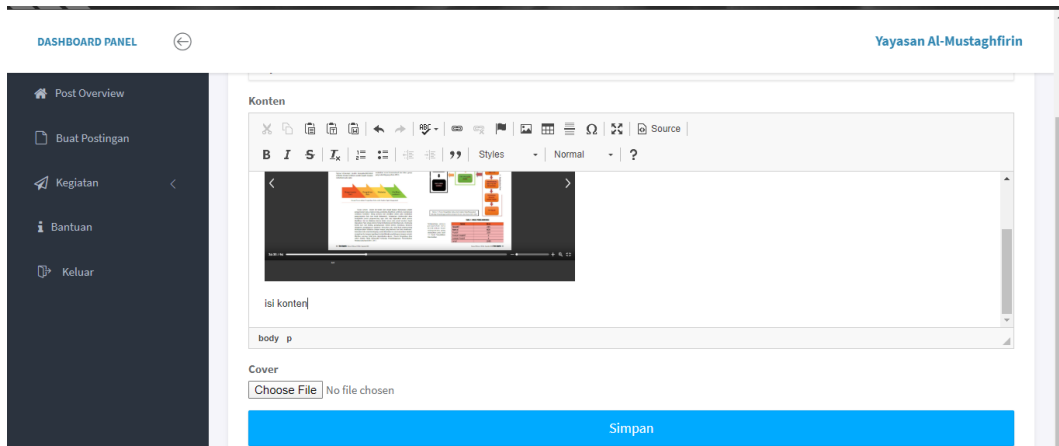 DASHBOARD PANEL
Yayasan Al-Mustaghfirin
Post Overview
Buat Postingan
Kegiatan
Bantuan
Keluar
Konten
Source
B I S Ix
Styles Normal ?
isi konten
body p
Cover
Choose File No file chosen
Simpan